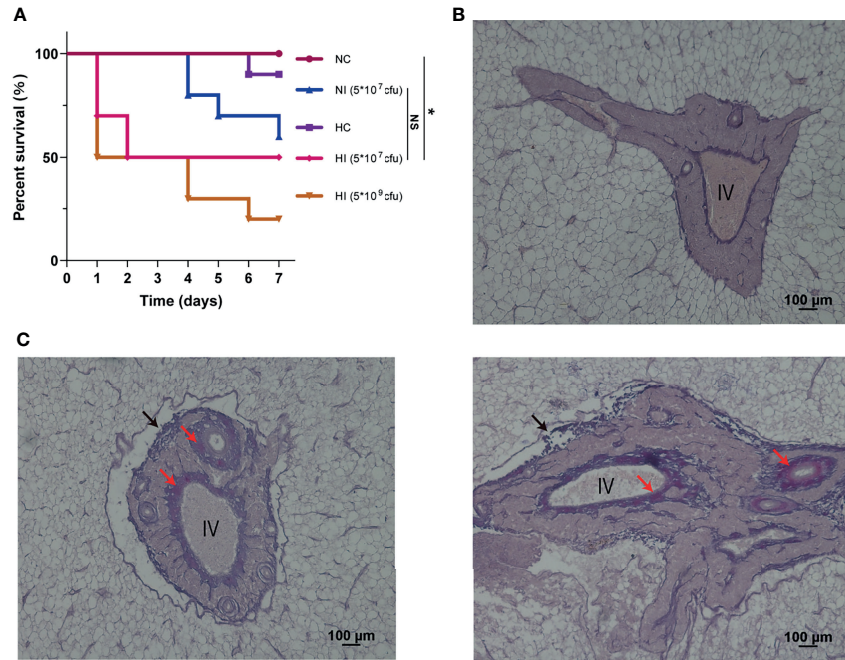 A
B
Percent survival (%)
100
50
0
0 1 2 3 4 5 6 7
Time (days)
NC
NI (5*10⁷cfu)
HC
HI (5*10⁷cfu)
HI (5*10⁹cfu)
NS
*
IV
100 µm
C
IV
100 µm
IV
100 µm